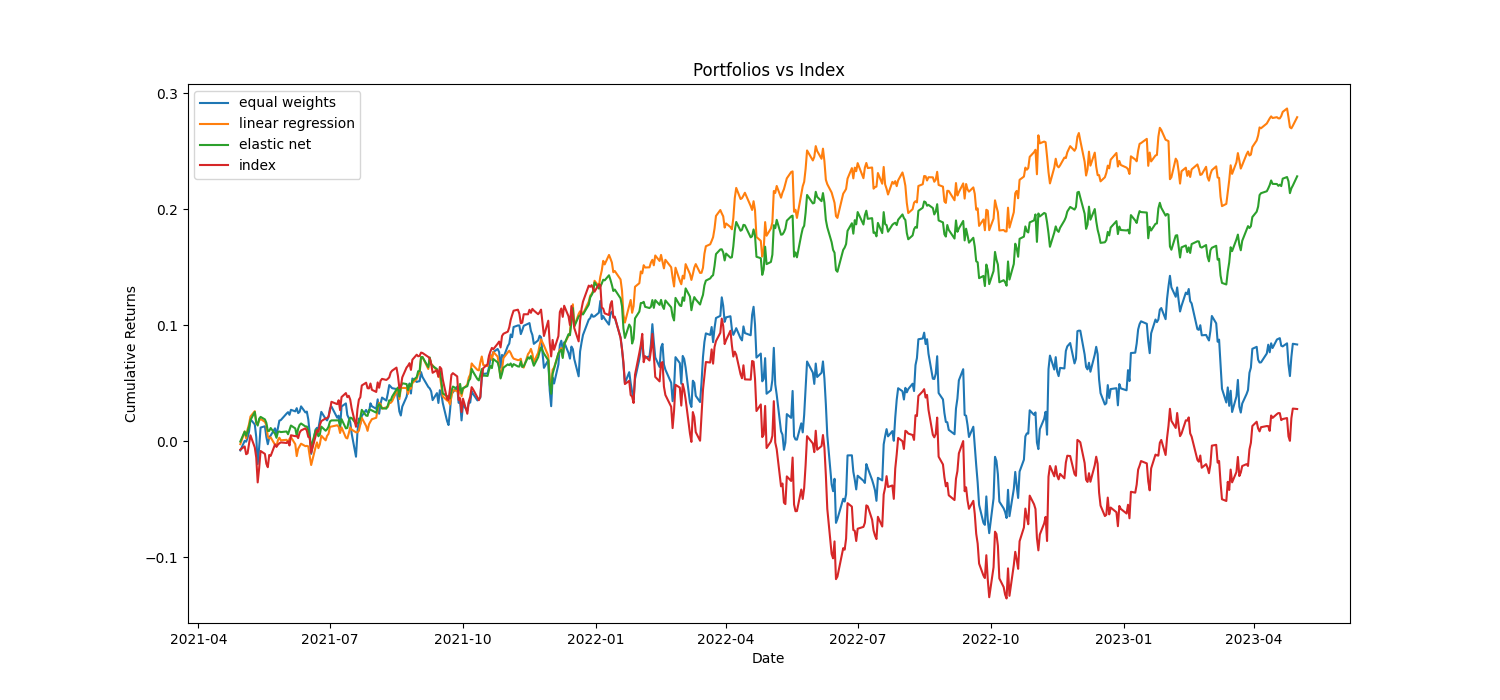 Portfolios vs Index
equal weights
linear regression
elastic net
index
Cumulative Returns
0.3
0.2
0.1
0.0
−0.1
2021-04 2021-07 2021-10 2022-01 2022-04 2022-07 2022-10 2023-01 2023-04
Date